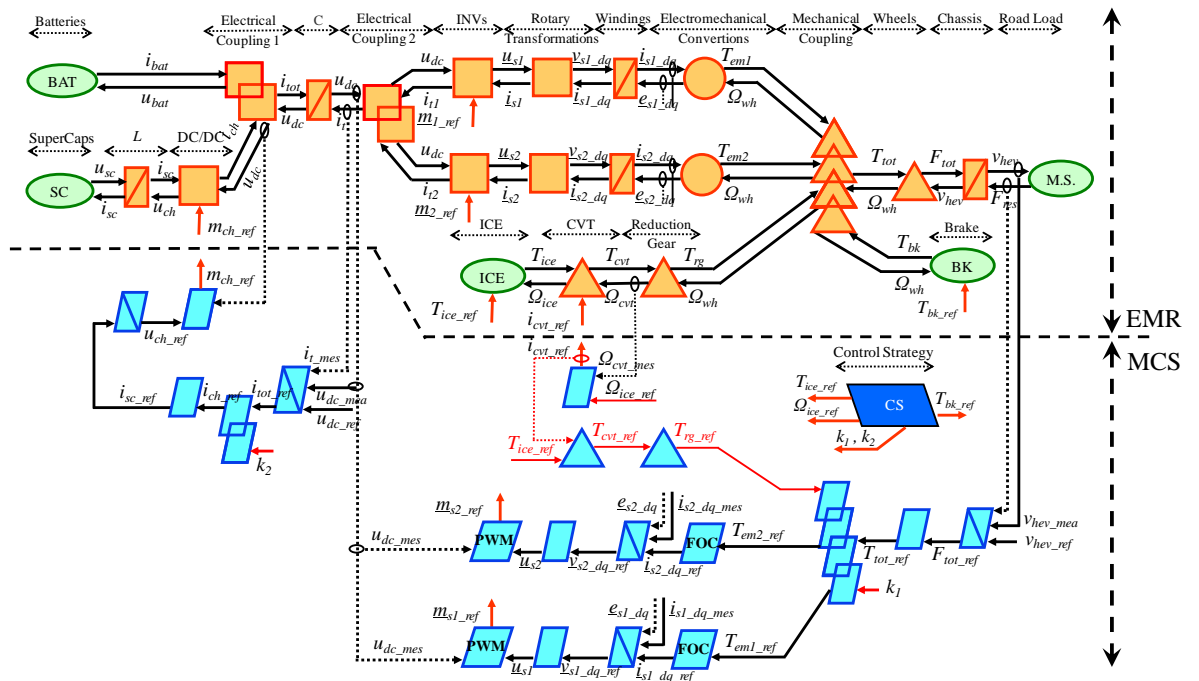 Batteries
Electrical Coupling 1
C
Electrical Coupling 2
INVs
Rotary Transformations
Windings
Electromechanical Convertions
Mechanical Coupling
Wheels
Chassis
Road Load
BAT
i_bat
u_bat
i_tot
u_dc
u_dc
i_t
u_dc
i_t1
u_s1
i_s1
v_s1_dq
i_s1_dq
i_s1_dq
e_s1_dq
T_em1
Ω_wh
m_1_ref
SuperCaps
L
DC/DC
i_ch
u_dc
SC
u_sc
i_sc
i_sc
u_ch
m_ch_ref
u_dc
i_t2
u_s2
i_s2
v_s2_dq
i_s2_dq
i_s2_dq
e_s2_dq
T_em2
Ω_wh
m_2_ref
T_tot
Ω_wh
F_tot
v_hev
v_hev
F_res
M.S.
ICE
CVT
Reduction Gear
Brake
ICE
T_ice
Ω_ice
T_cvt
Ω_cvt
T_rg
Ω_wh
T_bk
Ω_wh
BK
T_ice_ref
i_cvt_ref
T_bk_ref
EMR
MCS
m_ch_ref
u_ch_ref
i_sc_ref
i_ch_ref
i_tot_ref
i_t_mes
u_dc_mea
u_dc_ref
k_2
i_cvt_ref
Ω_cvt_mes
Ω_ice_ref
Control Strategy
CS
T_ice_ref
Ω_ice_ref
T_bk_ref
k_1 , k_2
T_ice_ref
T_cvt_ref
T_rg_ref
m_s2_ref
e_s2_dq
i_s2_dq_mes
u_dc_mes
PWM
u_s2
v_s2_dq_ref
i_s2_dq_ref
FOC
T_em2_ref
T_tot_ref
F_tot_ref
v_hev_mea
v_hev_ref
k_1
m_s1_ref
e_s1_dq
i_s1_dq_mes
u_dc_mes
PWM
u_s1
v_s1_dq_ref
i_s1_dq_ref
FOC
T_em1_ref